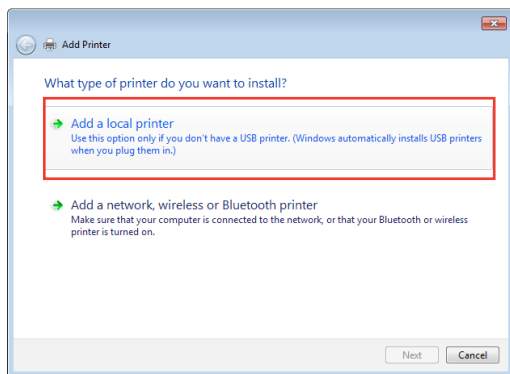 Add Printer
What type of printer do you want to install?
Add a local printer
Use this option only if you don't have a USB printer. (Windows automatically installs USB printers
when you plug them in.)
Add a network, wireless or Bluetooth printer
Make sure that your computer is connected to the network, or that your Bluetooth or wireless
printer is turned on.
Next Cancel